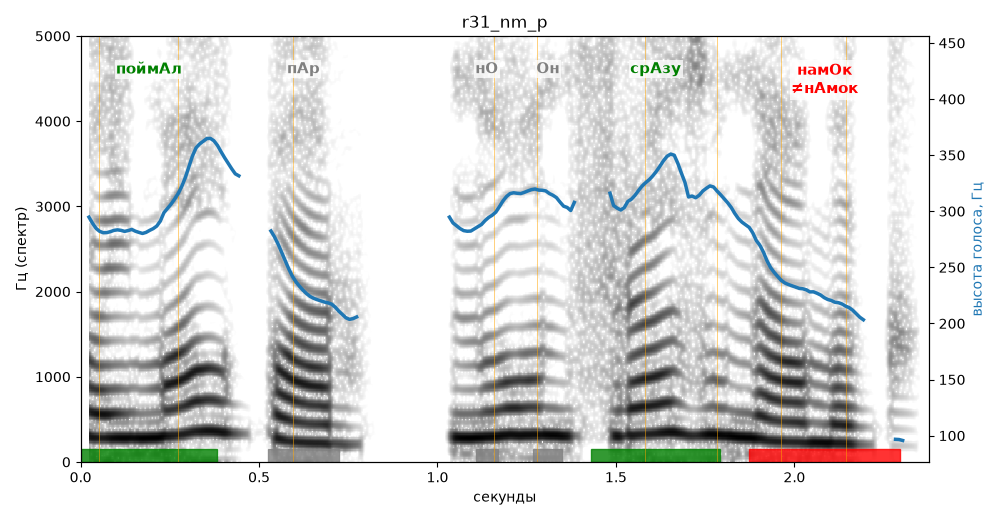 r31_nm_p
поймАл
пАр
нО
Он
срАзу
намОк
≠нАмок
Гц (спектр)
5000
4000
3000
2000
1000
0
450
400
350
300
250
200
150
100
высота голоса, Гц
0.0
0.5
1.0
1.5
2.0
секунды